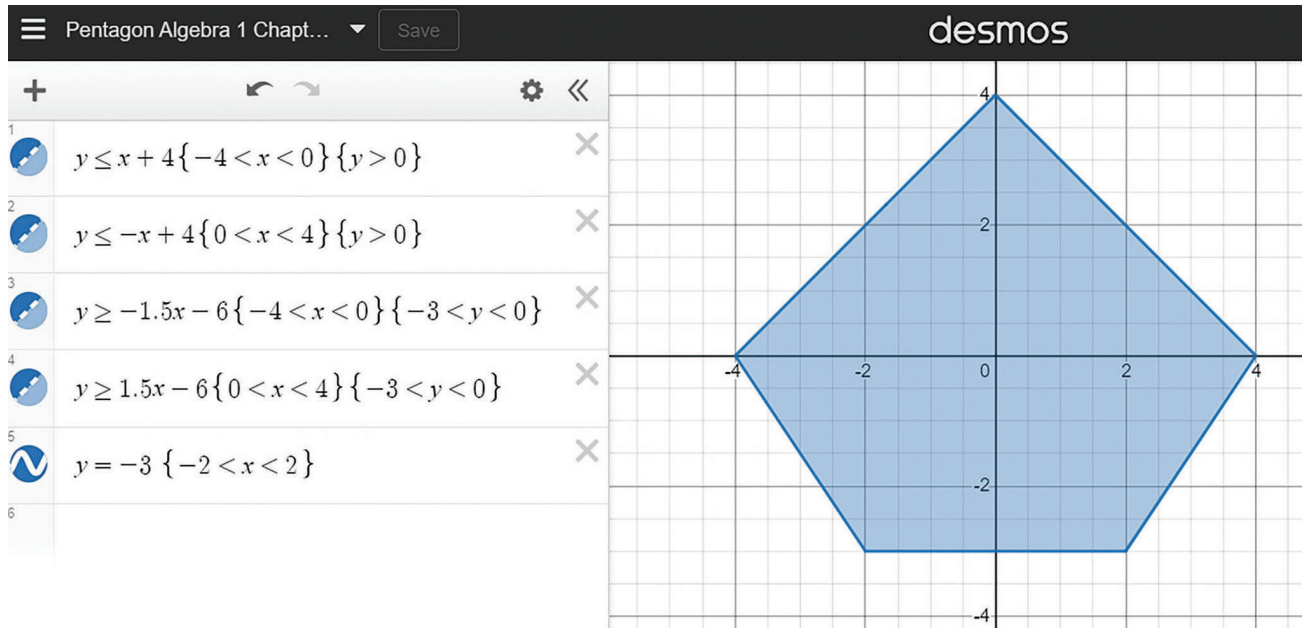 Pentagon Algebra 1 Chapt...
Save
desmos
1
y ≤ x + 4{−4 < x < 0}{y > 0}
2
y ≤ −x + 4{0 < x < 4}{y > 0}
3
y ≥ −1.5x − 6{−4 < x < 0}{−3 < y < 0}
4
y ≥ 1.5x − 6{0 < x < 4}{−3 < y < 0}
5
y = −3 {−2 < x < 2}
6
4
2
-4 -2 0 2 4
-2
-4